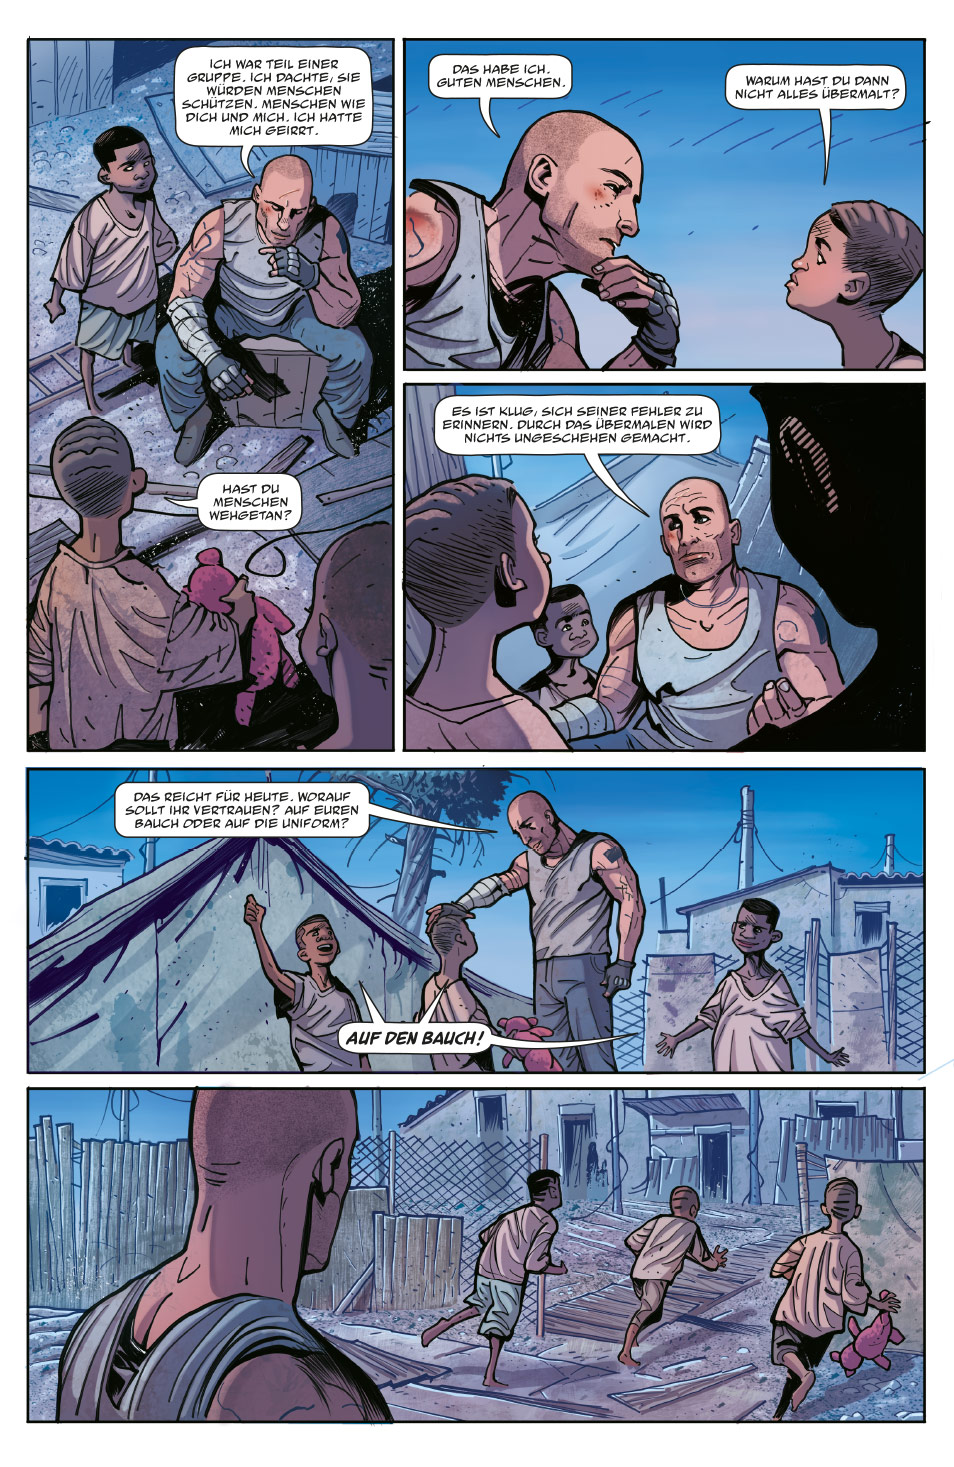 ICH WAR TEIL EINER
GRUPPE. ICH DACHTE, SIE
WÜRDEN MENSCHEN
SCHÜTZEN. MENSCHEN WIE
DICH UND MICH. ICH HATTE
MICH GEIRRT.
HAST DU
MENSCHEN
WEHGETAN?
DAS HABE ICH.
GUTEN MENSCHEN.
WARUM HAST DU DANN
NICHT ALLES ÜBERMALT?
ES IST KLUG, SICH SEINER FEHLER ZU
ERINNERN. DURCH DAS ÜBERMALEN WIRD
NICHTS UNGESCHEHEN GEMACHT.
DAS REICHT FÜR HEUTE. WORAUF
SOLLT IHR VERTRAUEN? AUF EUREN
BAUCH ODER AUF DIE UNIFORM?
AUF DEN BAUCH!